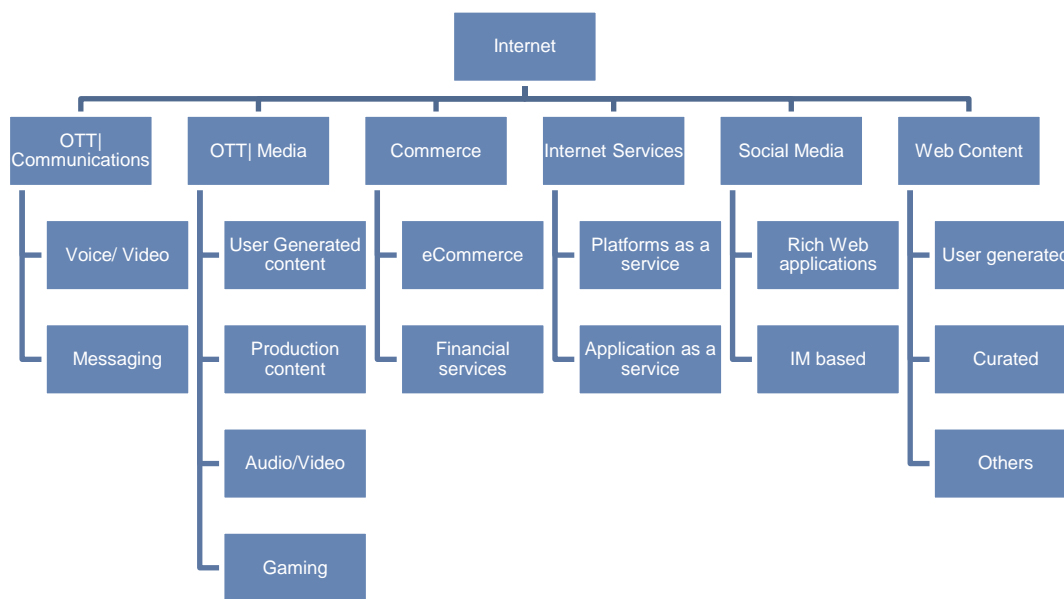 Internet
OTT|
Communications
OTT| Media
Commerce
Internet Services
Social Media
Web Content
Voice/ Video
User Generated
content
eCommerce
Platforms as a
service
Rich Web
applications
User generated
Messaging
Production
content
Financial
services
Application as a
service
IM based
Curated
Audio/Video
Others
Gaming